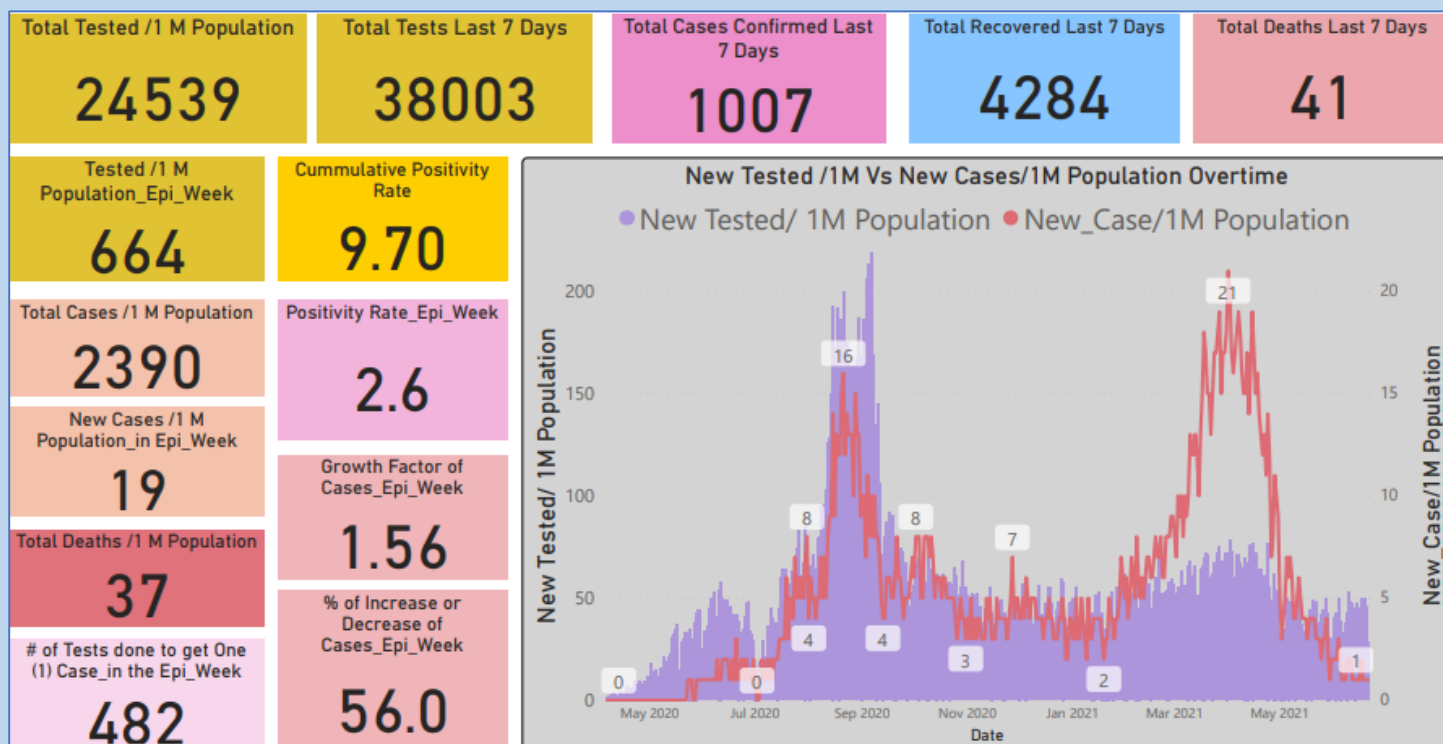 Total Tested /1 M Population
24539
Total Tests Last 7 Days
38003
Total Cases Confirmed Last
7 Days
1007
Total Recovered Last 7 Days
4284
Total Deaths Last 7 Days
41
Tested /1 M
Population_Epi_Week
664
Cummulative Positivity
Rate
9.70
Total Cases /1 M Population
2390
Positivity Rate_Epi_Week
2.6
New Cases /1 M
Population_in Epi_Week
19
Growth Factor of
Cases_Epi_Week
1.56
Total Deaths /1 M Population
37
% of Increase or
Decrease of
Cases_Epi_Week
56.0
# of Tests done to get One
(1) Case_in the Epi_Week
482
New Tested /1M Vs New Cases/1M Population Overtime
New Tested/ 1M Population
New_Case/1M Population
New Tested/ 1M Population
200
150
100
50
0
0
0
8
4
16
4
8
3
7
2
21
1
20
15
10
5
0
New_Case/1M Population
May 2020
Jul 2020
Sep 2020
Nov 2020
Jan 2021
Mar 2021
May 2021
Date